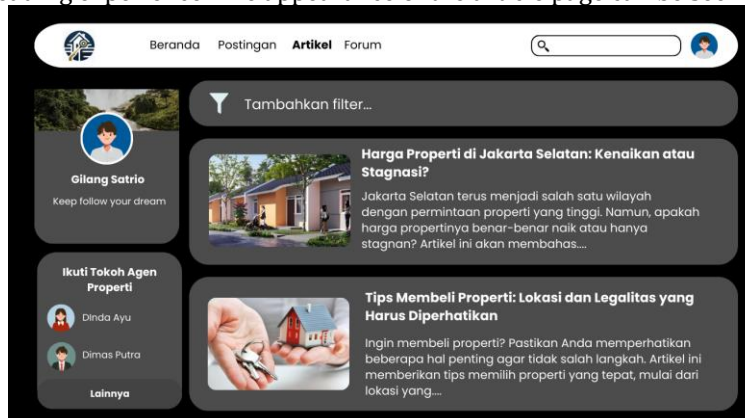 Beranda Postingan Artikel Forum
Tambahkan filter...
Gilang Satrio
Keep follow your dream
Ikuti Tokoh Agen
Properti
Dinda Ayu
Dimas Putra
Lainnya
Harga Properti di Jakarta Selatan: Kenaikan atau
Stagnasi?
Jakarta Selatan terus menjadi salah satu wilayah
dengan permintaan properti yang tinggi. Namun, apakah
harga propertinya benar-benar naik atau hanya
stagnan? Artikel ini akan membahas....
Tips Membeli Properti: Lokasi dan Legalitas yang
Harus Diperhatikan
Ingin membeli properti? Pastikan Anda memperhatikan
beberapa hal penting agar tidak salah langkah. Artikel ini
memberikan tips memilih properti yang tepat, mulai dari
lokasi yang....